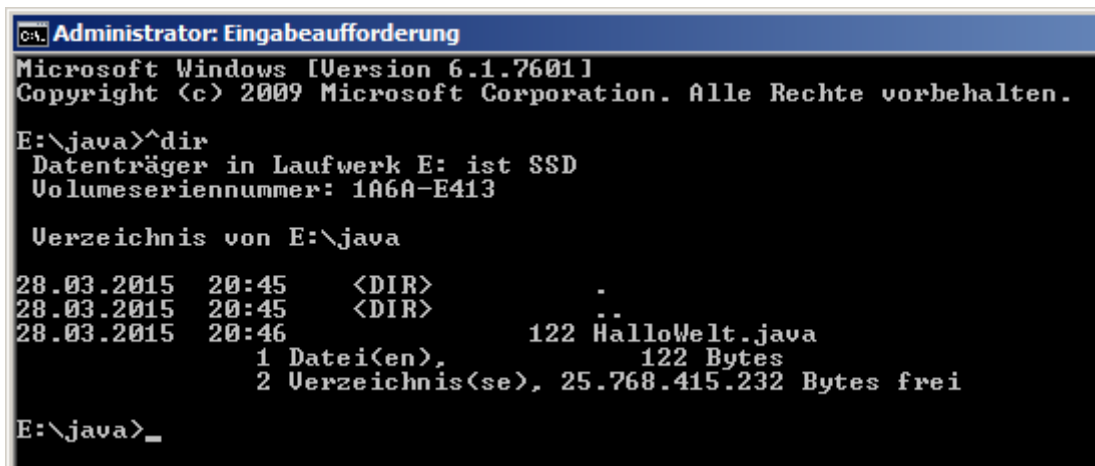 Administrator: Eingabeaufforderung
Microsoft Windows [Version 6.1.7601]
Copyright (c) 2009 Microsoft Corporation. Alle Rechte vorbehalten.
E:\java>^dir
Datenträger in Laufwerk E: ist SSD
Volumeseriennummer: 1A6A-E413
Verzeichnis von E:\java
28.03.2015  20:45    <DIR>          .
28.03.2015  20:45    <DIR>          ..
28.03.2015  20:46               122 HalloWelt.java
1 Datei(en),            122 Bytes
2 Verzeichnis(se), 25.768.415.232 Bytes frei
E:\java>_